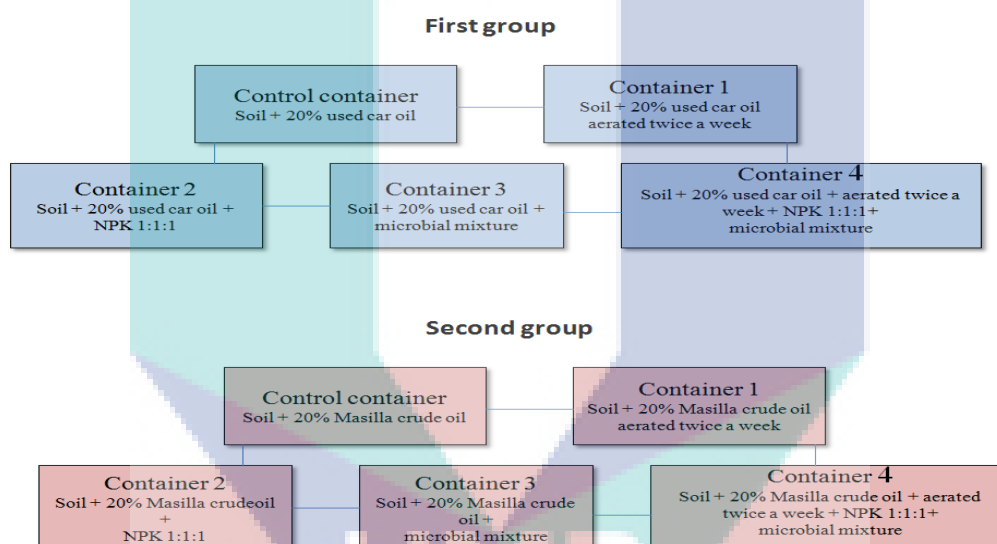 First group
Control container
Soil + 20% used car oil
Container 1
Soil + 20% used car oil
aerated twice a week
Container 2
Soil + 20% used car oil +
NPK 1:1:1
Container 3
Soil + 20% used car oil +
microbial mixture
Container 4
Soil + 20% used car oil + aerated twice a
week + NPK 1:1:1+
microbial mixture
Second group
Control container
Soil + 20% Masilla crude oil
Container 1
Soil + 20% Masilla crude oil
aerated twice a week
Container 2
Soil + 20% Masilla crudeoil
+
NPK 1:1:1
Container 3
Soil + 20% Masilla crude
oil +
microbial mixture
Container 4
Soil + 20% Masilla crude oil + aerated
twice a week + NPK 1:1:1+
microbial mixture